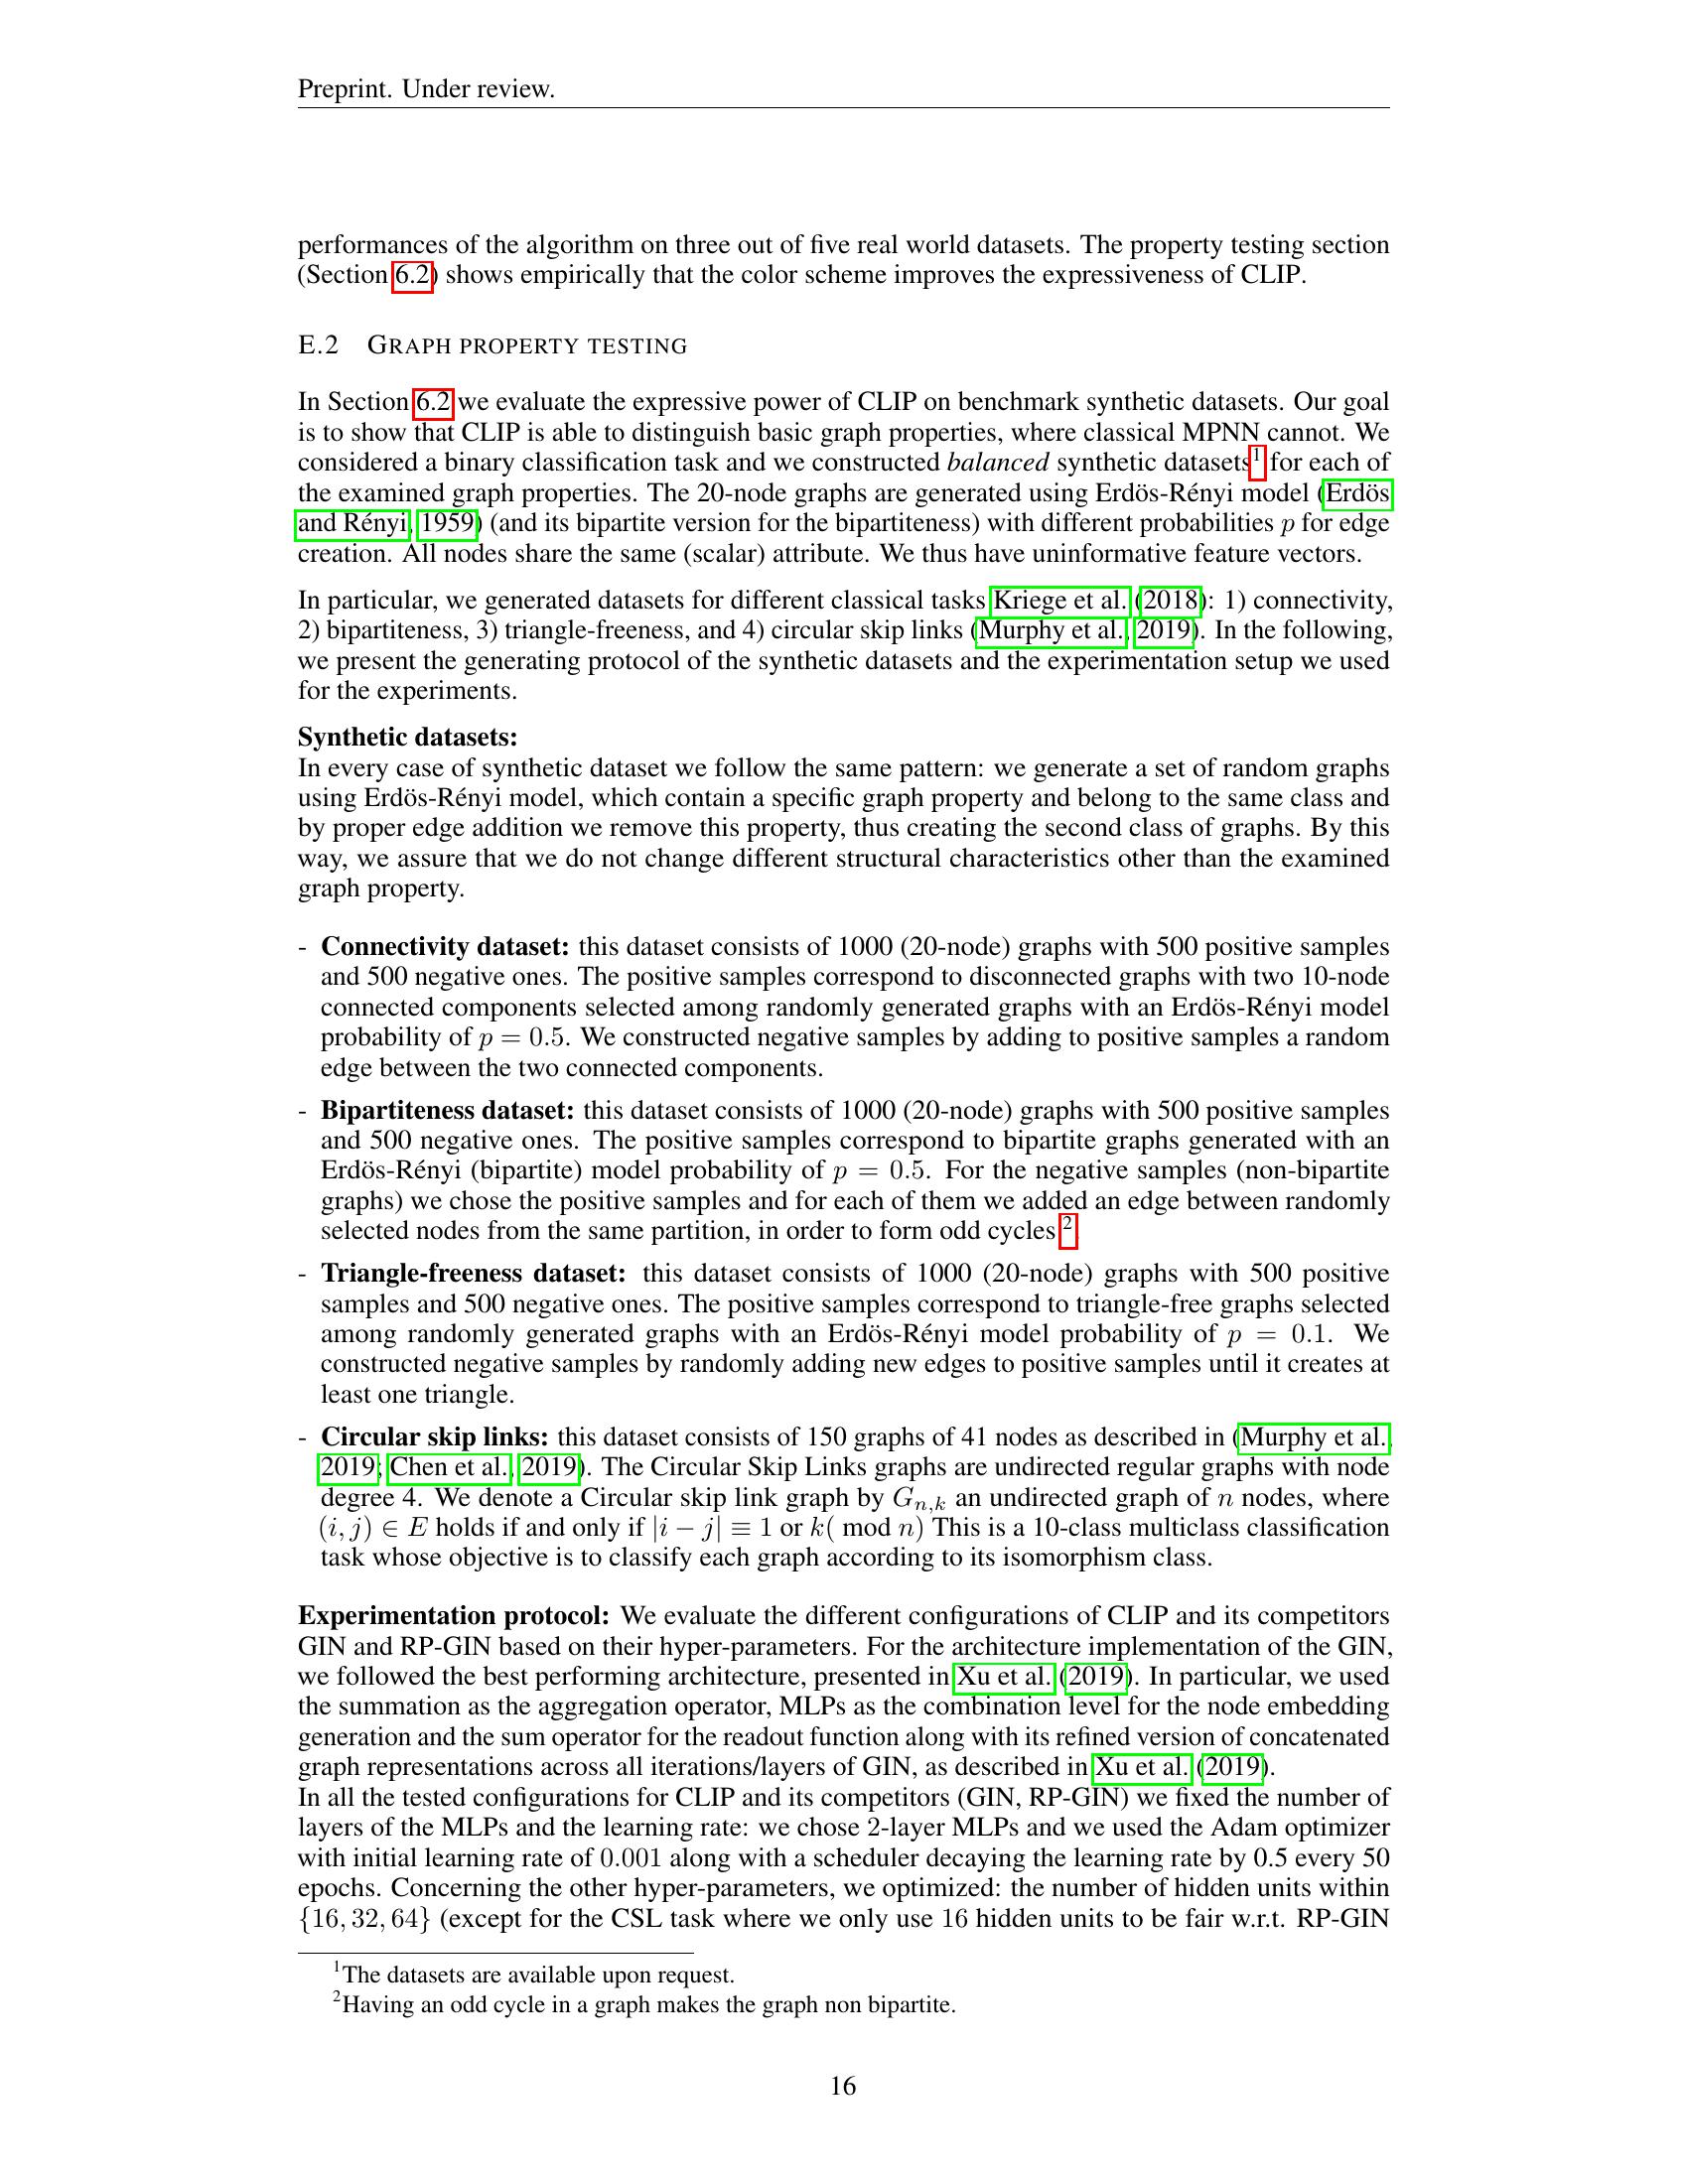 Preprint. Under review.
performances of the algorithm on three out of five real world datasets. The property testing section
(Section 6.2) shows empirically that the color scheme improves the expressiveness of CLIP.
E.2 GRAPH PROPERTY TESTING
In Section 6.2 we evaluate the expressive power of CLIP on benchmark synthetic datasets. Our goal
is to show that CLIP is able to distinguish basic graph properties, where classical MPNN cannot. We
considered a binary classification task and we constructed balanced synthetic datasets¹ for each of
the examined graph properties. The 20-node graphs are generated using Erdös-Rényi model (Erdös
and Rényi, 1959) (and its bipartite version for the bipartiteness) with different probabilities p for edge
creation. All nodes share the same (scalar) attribute. We thus have uninformative feature vectors.
In particular, we generated datasets for different classical tasks Kriege et al. (2018): 1) connectivity,
2) bipartiteness, 3) triangle-freeness, and 4) circular skip links (Murphy et al., 2019). In the following,
we present the generating protocol of the synthetic datasets and the experimentation setup we used
for the experiments.
Synthetic datasets:
In every case of synthetic dataset we follow the same pattern: we generate a set of random graphs
using Erdös-Rényi model, which contain a specific graph property and belong to the same class and
by proper edge addition we remove this property, thus creating the second class of graphs. By this
way, we assure that we do not change different structural characteristics other than the examined
graph property.
- Connectivity dataset: this dataset consists of 1000 (20-node) graphs with 500 positive samples
and 500 negative ones. The positive samples correspond to disconnected graphs with two 10-node
connected components selected among randomly generated graphs with an Erdös-Rényi model
probability of p = 0.5. We constructed negative samples by adding to positive samples a random
edge between the two connected components.
- Bipartiteness dataset: this dataset consists of 1000 (20-node) graphs with 500 positive samples
and 500 negative ones. The positive samples correspond to bipartite graphs generated with an
Erdös-Rényi (bipartite) model probability of p = 0.5. For the negative samples (non-bipartite
graphs) we chose the positive samples and for each of them we added an edge between randomly
selected nodes from the same partition, in order to form odd cycles ².
- Triangle-freeness dataset: this dataset consists of 1000 (20-node) graphs with 500 positive
samples and 500 negative ones. The positive samples correspond to triangle-free graphs selected
among randomly generated graphs with an Erdös-Rényi model probability of p = 0.1. We
constructed negative samples by randomly adding new edges to positive samples until it creates at
least one triangle.
- Circular skip links: this dataset consists of 150 graphs of 41 nodes as described in (Murphy et al.,
2019; Chen et al., 2019). The Circular Skip Links graphs are undirected regular graphs with node
degree 4. We denote a Circular skip link graph by Gₙ,ₖ an undirected graph of n nodes, where
(i, j) ∈ E holds if and only if |i − j| ≡ 1 or k( mod n) This is a 10-class multiclass classification
task whose objective is to classify each graph according to its isomorphism class.
Experimentation protocol: We evaluate the different configurations of CLIP and its competitors
GIN and RP-GIN based on their hyper-parameters. For the architecture implementation of the GIN,
we followed the best performing architecture, presented in Xu et al. (2019). In particular, we used
the summation as the aggregation operator, MLPs as the combination level for the node embedding
generation and the sum operator for the readout function along with its refined version of concatenated
graph representations across all iterations/layers of GIN, as described in Xu et al. (2019).
In all the tested configurations for CLIP and its competitors (GIN, RP-GIN) we fixed the number of
layers of the MLPs and the learning rate: we chose 2-layer MLPs and we used the Adam optimizer
with initial learning rate of 0.001 along with a scheduler decaying the learning rate by 0.5 every 50
epochs. Concerning the other hyper-parameters, we optimized: the number of hidden units within
{16, 32, 64} (except for the CSL task where we only use 16 hidden units to be fair w.r.t. RP-GIN
¹The datasets are available upon request.
²Having an odd cycle in a graph makes the graph non bipartite.
16